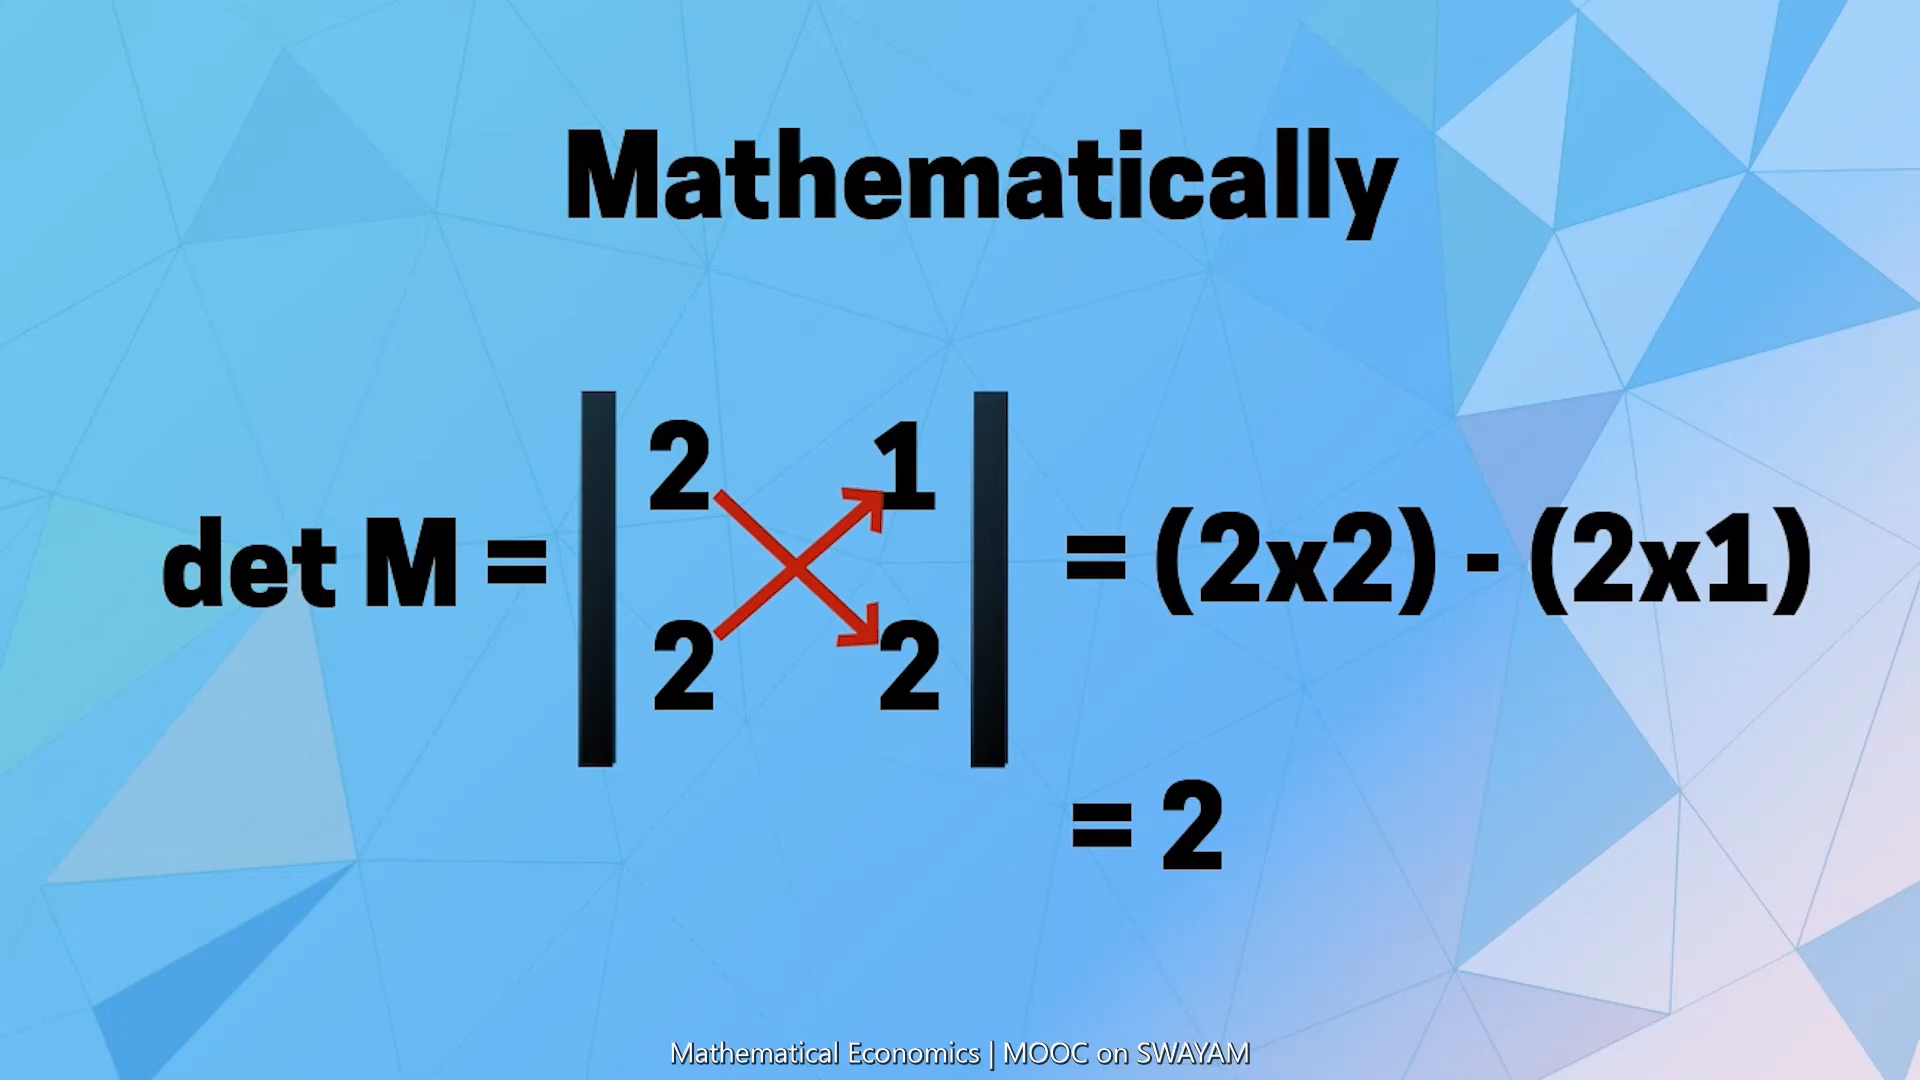 Mathematically
2 1
det M = = (2x2) - (2x1)
2 2
= 2
Mathematical Economics | MOOC on SWAYAM